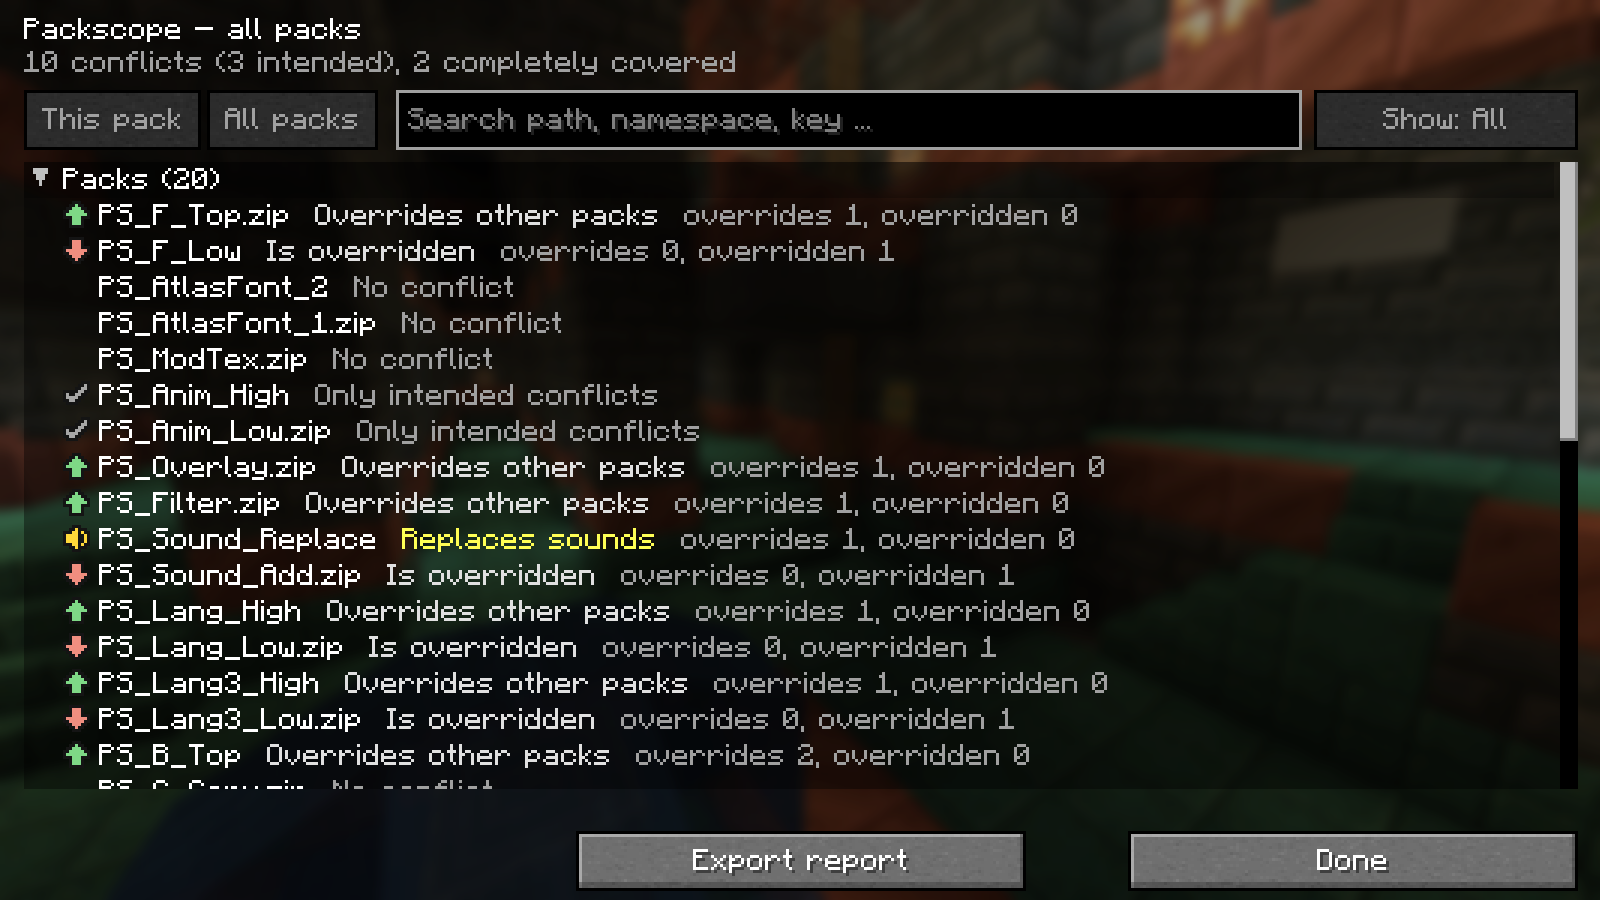 Packscope — all packs
10 conflicts (3 intended), 2 completely covered
This pack All packs Search path, namespace, key ... Show: All
▼ Packs (20)
PS_F_Top.zip Overrides other packs overrides 1, overridden 0
PS_F_Low Is overridden overrides 0, overridden 1
PS_AtlasFont_2 No conflict
PS_AtlasFont_1.zip No conflict
PS_ModTex.zip No conflict
PS_Anim_High Only intended conflicts
PS_Anim_Low.zip Only intended conflicts
PS_Overlay.zip Overrides other packs overrides 1, overridden 0
PS_Filter.zip Overrides other packs overrides 1, overridden 0
PS_Sound_Replace Replaces sounds overrides 1, overridden 0
PS_Sound_Add.zip Is overridden overrides 0, overridden 1
PS_Lang_High Overrides other packs overrides 1, overridden 0
PS_Lang_Low.zip Is overridden overrides 0, overridden 1
PS_Lang3_High Overrides other packs overrides 1, overridden 0
PS_Lang3_Low.zip Is overridden overrides 0, overridden 1
PS_B_Top Overrides other packs overrides 2, overridden 0
No conflict
Export report Done